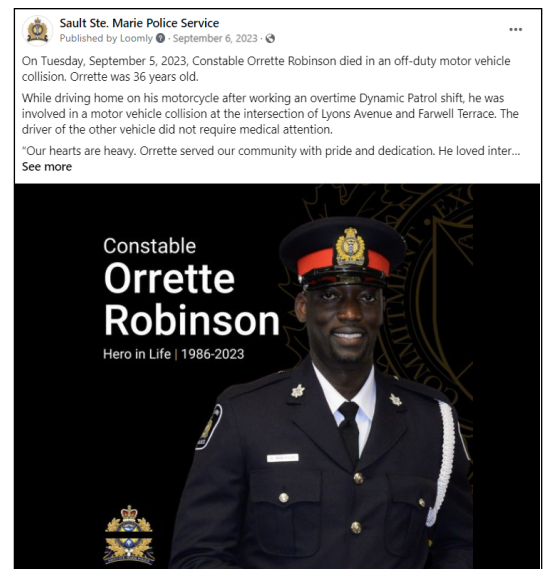 Sault Ste. Marie Police Service
Published by Loomly · September 6, 2023 ·
On Tuesday, September 5, 2023, Constable Orrette Robinson died in an off-duty motor vehicle
collision. Orrette was 36 years old.
While driving home on his motorcycle after working an overtime Dynamic Patrol shift, he was
involved in a motor vehicle collision at the intersection of Lyons Avenue and Farwell Terrace. The
driver of the other vehicle did not require medical attention.
“Our hearts are heavy. Orrette served our community with pride and dedication. He loved inter...
See more
Constable
Orrette
Robinson
Hero in Life | 1986-2023
COMMITMENT